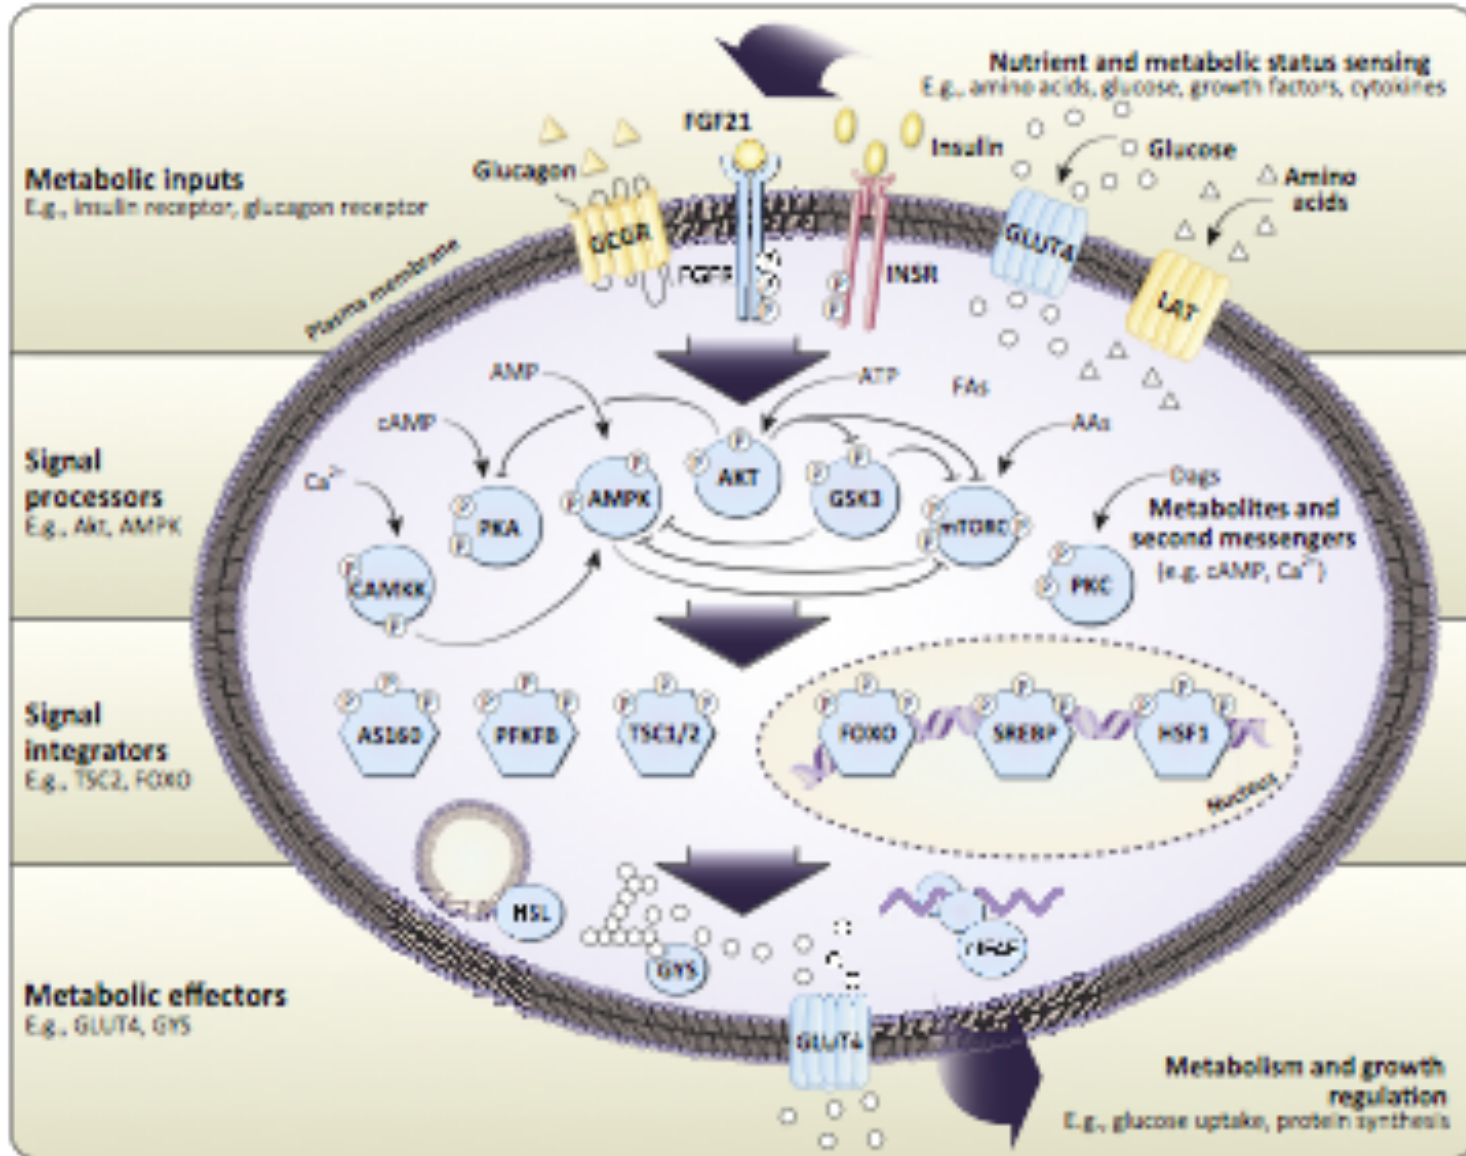 Nutrient and metabolic status sensing
E.g., amino acids, glucose, growth factors, cytokines
FGF21
Insulin
Glucose
Glucagon
Amino
acids
Metabolic inputs
E.g., insulin receptor, glucagon receptor
GCGR
FGFR
INSR
GLUT4
LAT
P
P
P
P
P
Plasma membrane
AMP
ATP
FAs
cAMP
AAs
Signal
processors
E.g., Akt, AMPK
Ca2+
Dags
P
P
P
P
P
P
AKT
AMPK
GSK3
PKA
P
P
mTORC
P
P
P
Metabolites and
second messengers
(e.g. cAMP, Ca2+)
CAMKK
P
P
PKC
P
P
Signal
integrators
E.g., TSC2, FOXO
P P P
P P P
P P P
P P P
P P P
P P P
AS160
PFKFB
TSC1/2
FOXO
SREBP
HSF1
Nucleus
HSL
GYS
Metabolic effectors
E.g., GLUT4, GYS
GLUT4
Metabolism and growth
regulation
E.g., glucose uptake, protein synthesis